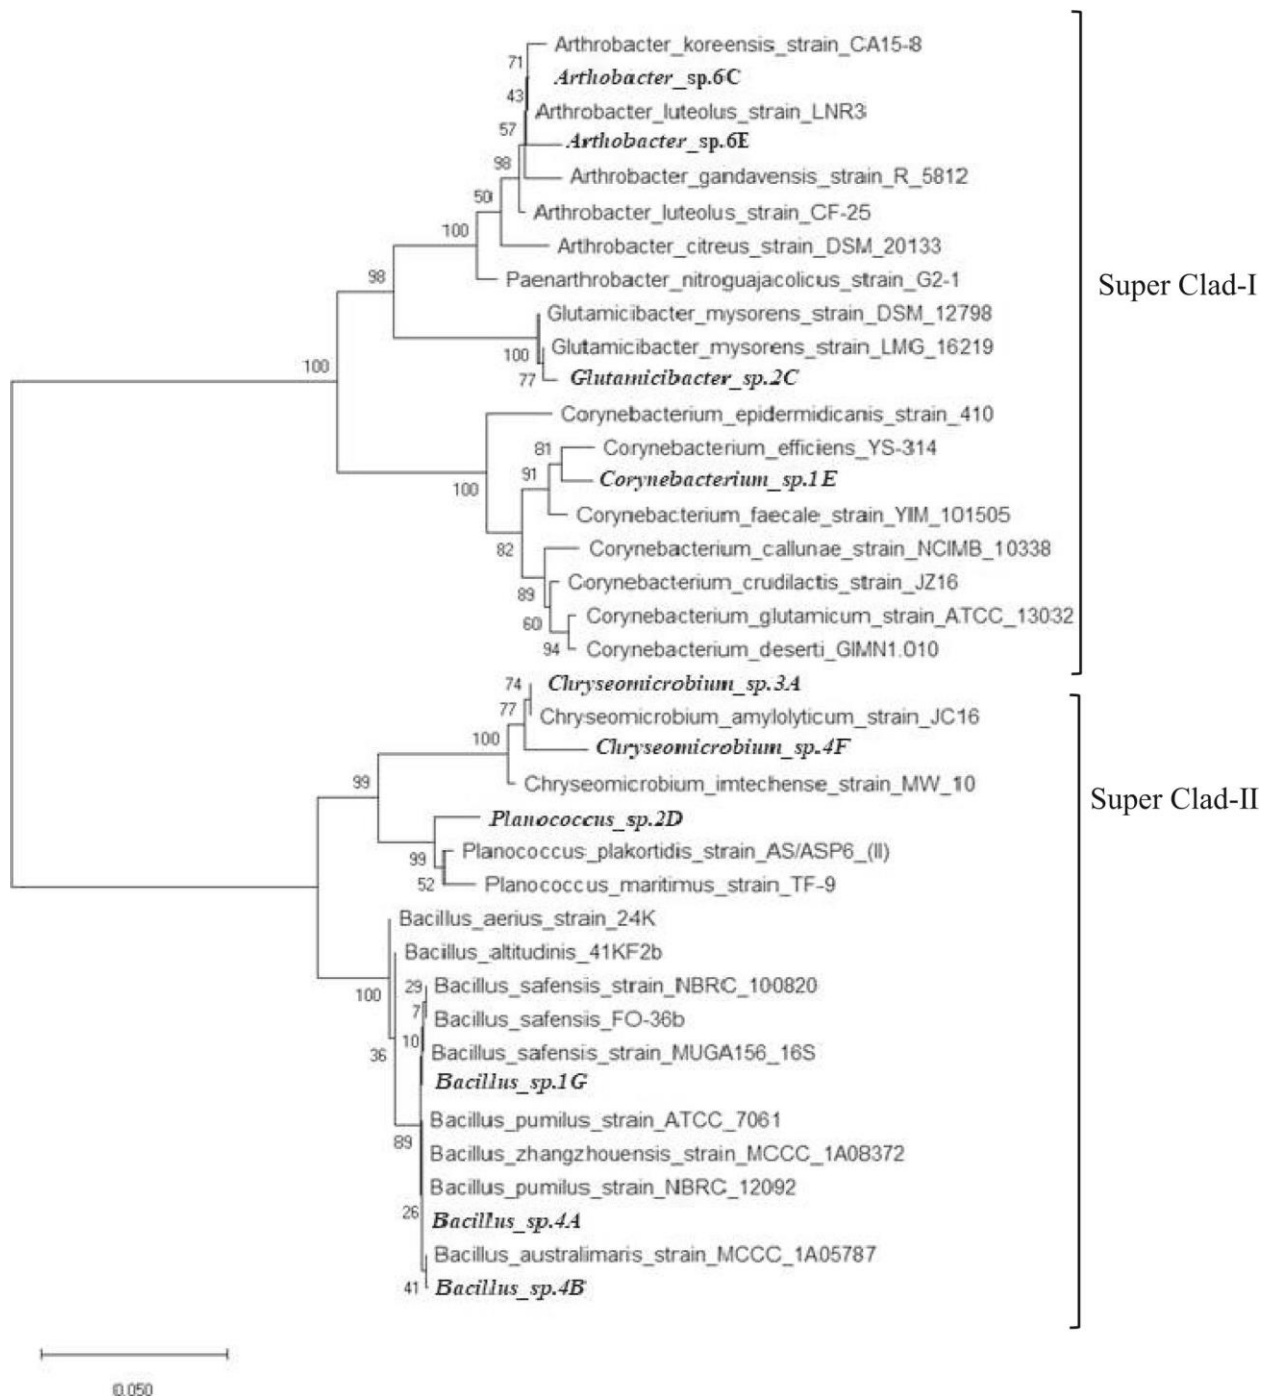 Arthrobacter_koreensis_strain_CA15-8
71
Arthobacter_sp.6C
43
Arthrobacter_luteolus_strain_LNR3
57
Arthobacter_sp.6E
98
Arthrobacter_gandavensis_strain_R_5812
50
Arthrobacter_luteolus_strain_CF-25
100
Arthrobacter_citreus_strain_DSM_20133
98
Paenarthrobacter_nitroguajacolicus_strain_G2-1
Super Clad-I
Glutamicibacter_mysorens_strain_DSM_12798
Glutamicibacter_mysorens_strain_LMG_16219
100
100
77
Glutamicibacter_sp.2C
Corynebacterium_epidermidicanis_strain_410
81
Corynebacterium_efficiens_YS-314
91
Corynebacterium_sp.1E
100
Corynebacterium_faecale_strain_YIM_101505
82
Corynebacterium_callunae_strain_NCIMB_10338
Corynebacterium_crudilactis_strain_JZ16
89
Corynebacterium_glutamicum_strain_ATCC_13032
60
94
Corynebacterium_deserti_GIMN1.010
74
Chryseomicrobium_sp.3A
77
Chryseomicrobium_amylolyticum_strain_JC16
100
Chryseomicrobium_sp.4F
99
Chryseomicrobium_imtechense_strain_MW_10
Super Clad-II
Planococcus_sp.2D
99
Planococcus_plakortidis_strain_AS/ASP6_(II)
52
Planococcus_maritimus_strain_TF-9
Bacillus_aerius_strain_24K
Bacillus_altitudinis_41KF2b
100
29
Bacillus_safensiis_strain_NBRC_100820
7
Bacillus_safensiis_FO-36b
10
36
Bacillus_safensis_strain_MUGA156_16S
Bacillus_sp.1G
Bacillus_pumilus_strain_ATCC_7061
89
Bacillus_zhangzhouensis_strain_MCCC_1A08372
Bacillus_pumilus_strain_NBRC_12092
26
Bacillus_sp.4A
Bacillus_australimaris_strain_MCCC_1A05787
41
Bacillus_sp.4B
0.050